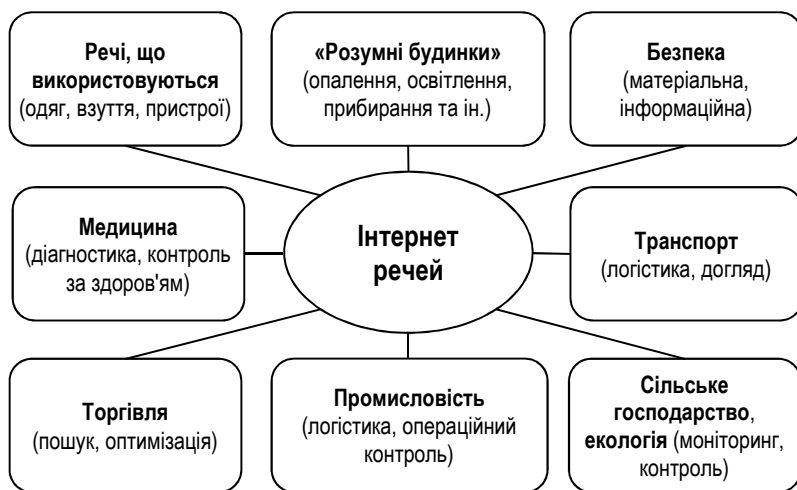 Речі, що
використовуються
(одяг, взуття, пристрої)
«Розумні будинки»
(опалення, освітлення,
прибирання та ін.)
Безпека
(матеріальна,
інформаційна)
Медицина
(діагностика, контроль
за здоров'ям)
Інтернет
речей
Транспорт
(логістика, догляд)
Торгівля
(пошук, оптимізація)
Промисловість
(логістика, операційний
контроль)
Сільське
господарство,
екологія (моніторинг,
контроль)